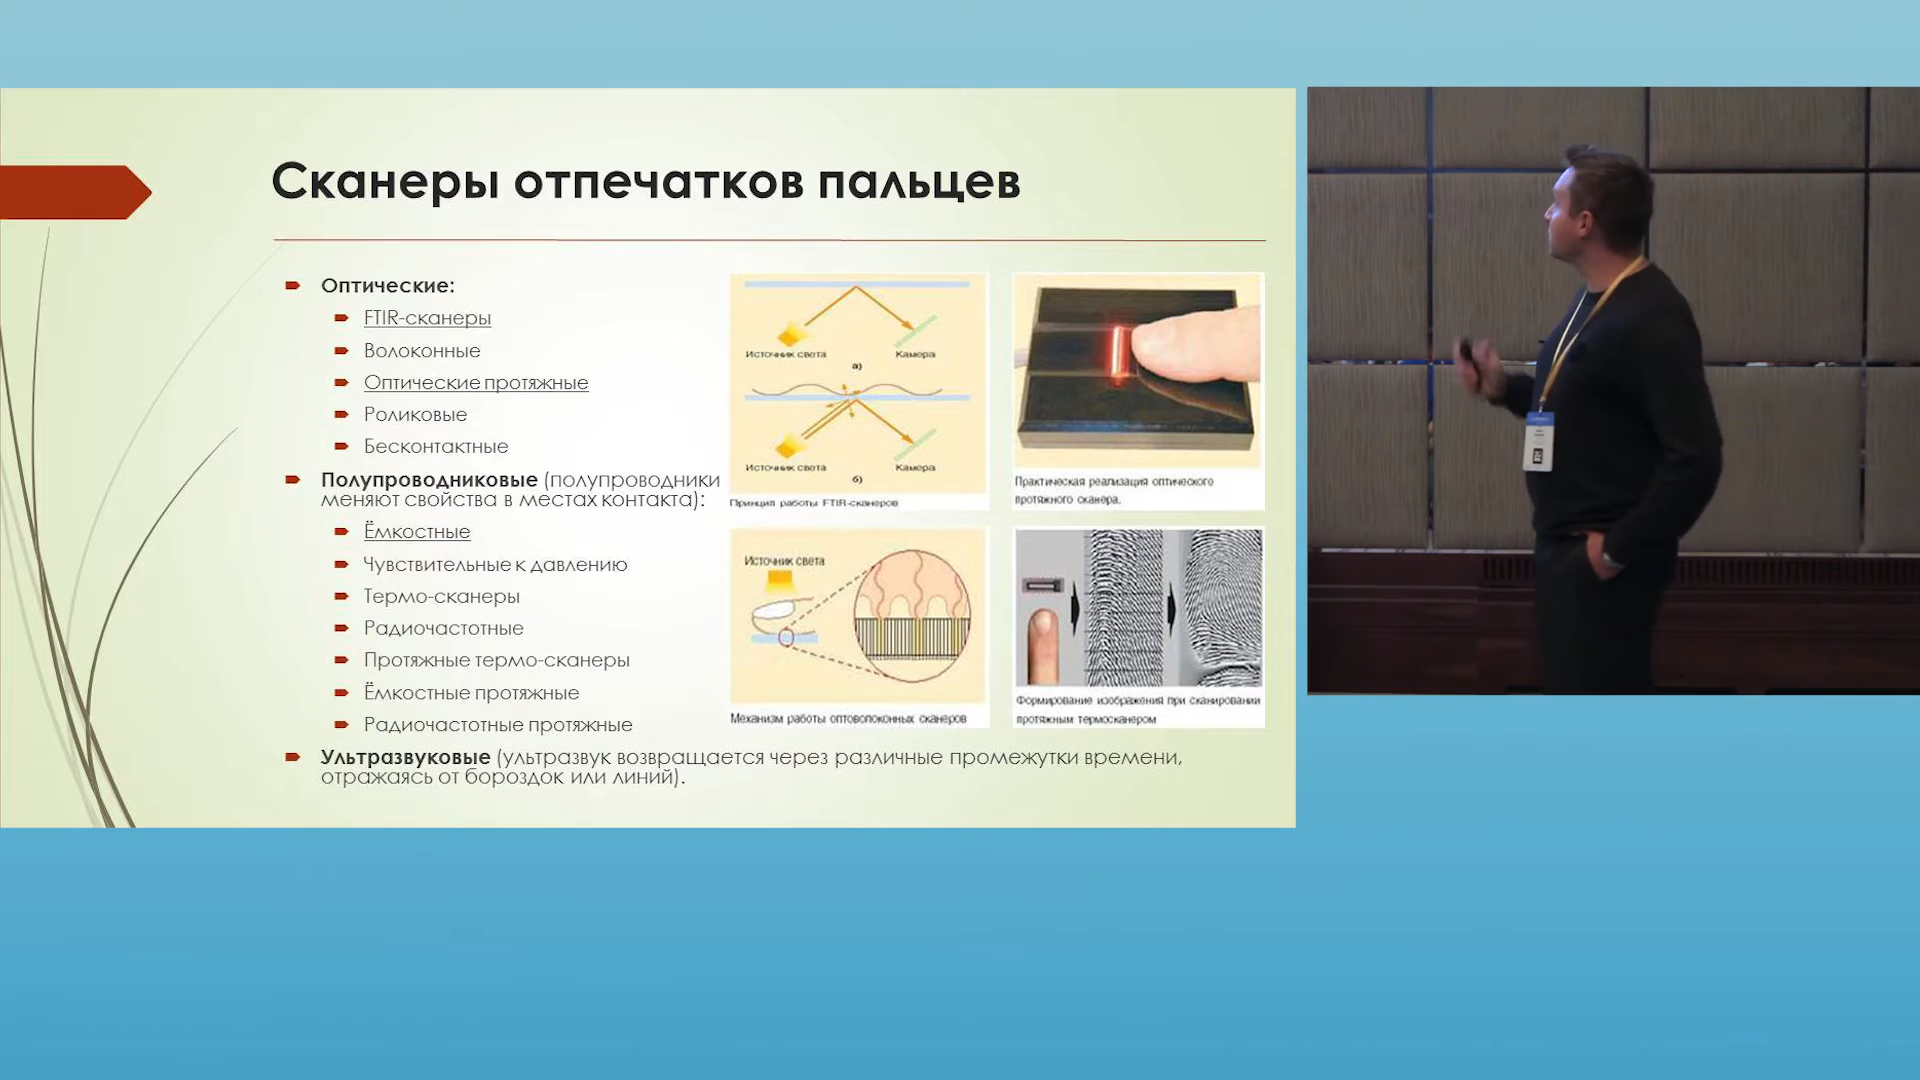 Сканеры отпечатков пальцев
Оптические:
FTIR-сканеры
Волоконные
Оптические протяжные
Роликовые
Бесконтактные
Полупроводниковые (полупроводники
меняют свойства в местах контакта):
Ёмкостные
Чувствительные к давлению
Термо-сканеры
Радиочастотные
Протяжные термо-сканеры
Ёмкостные протяжные
Радиочастотные протяжные
Ультразвуковые (ультразвук возвращается через различные промежутки времени,
отражаясь от бороздок или линий).
Источник света
Камера
а)
Источник света
Камера
б)
Принцип работы FTIR-сканеров
Практическая реализация оптического
протяжного сканера.
Источник света
Механизм работы оптоволоконных сканеров
Формирование изображения при сканировании
протяжным термосканером